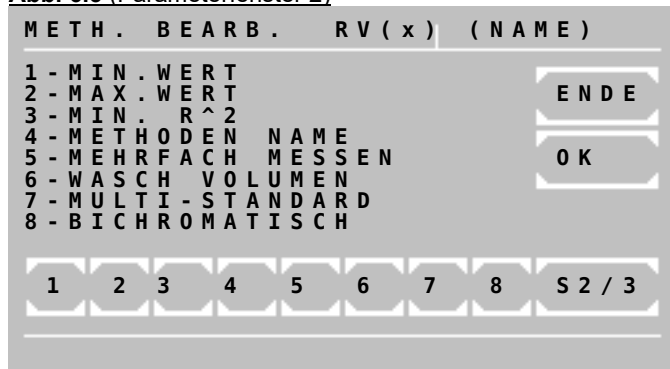 Abb. 6.6 (Parameterfenster 2)
METH. BEARB. RV(x) (NAME)
1-MIN.WERT
2-MAX.WERT
3-MIN. R^2
4-METHODEN NAME
5-MEHRFACH MESSEN
6-WASCH VOLUMEN
7-MULTI-STANDARD
8-BICHROMATISCH
ENDE
OK
1 2 3 4 5 6 7 8 S2/3